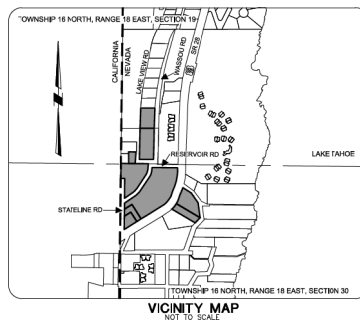 TOWNSHIP 16 NORTH, RANGE 18 EAST, SECTION 19
CALIFORNIA
NEVADA
LAKE VIEW RD
WASSOU RD
SR 28
RESERVOIR RD
LAKE TAHOE
STATELINE RD
TOWNSHIP 16 NORTH, RANGE 18 EAST, SECTION 30
VICINITY MAP
NOT TO SCALE